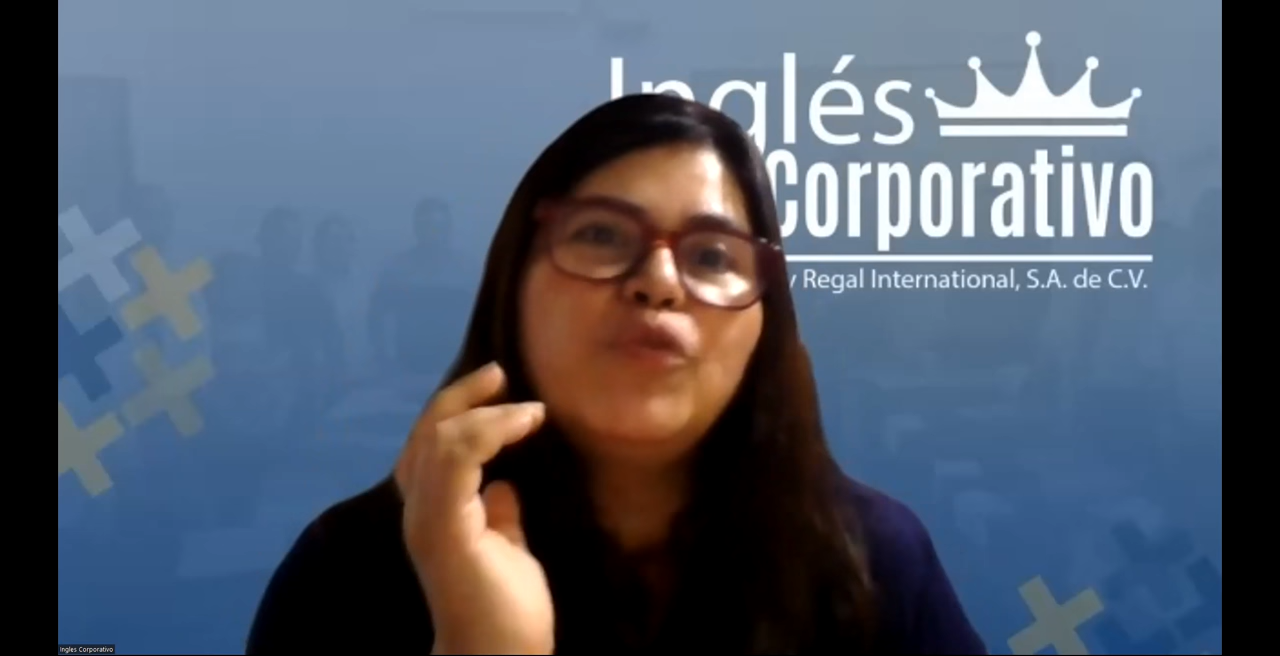 Inglés
Corporativo
y Regal International, S.A. de C.V.
Ingles Corporativo